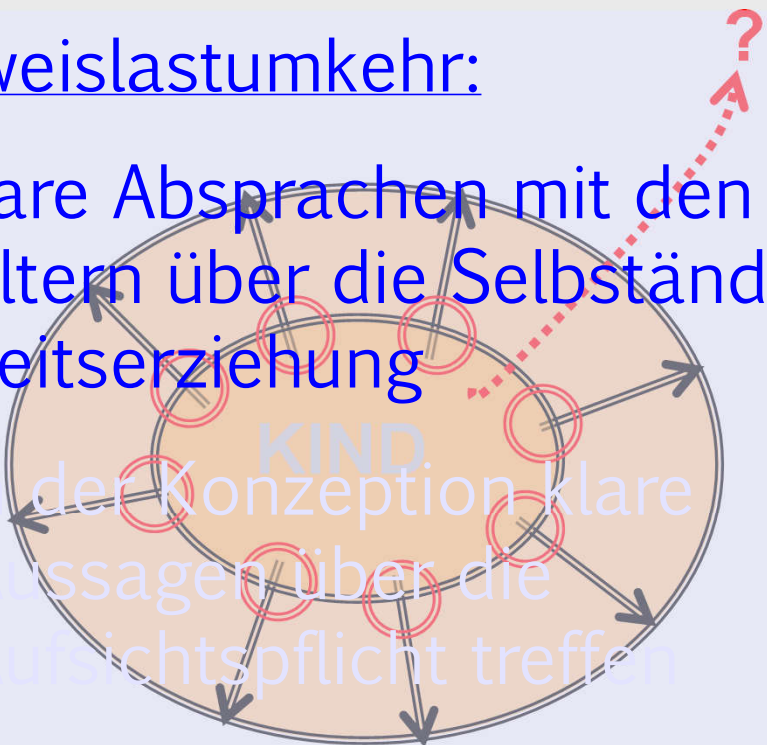 ?
weislastumkehr:
are Absprachen mit den
ltern über die Selbständ
eitserziehung
KIND
der Konzeption klare
ussagen über die
ufsichtspflicht treffen